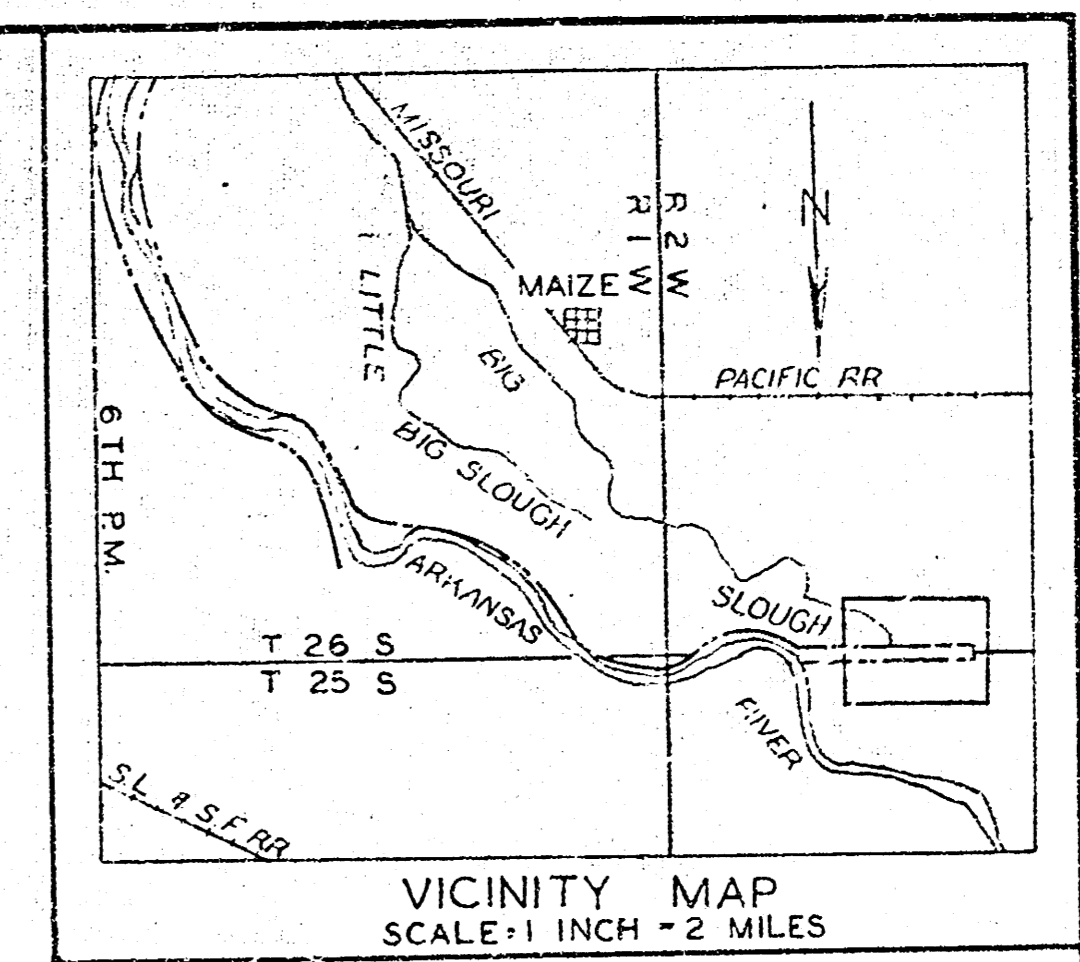 MISSOURI
R 2 W
R 1 W
N
LITTLE
MAIZE
BIG
PACIFIC RR
6TH P.M.
BIG SLOUGH
ARKANSAS
SLOUGH
T 26 S
T 25 S
RIVER
S.L. & S.F. RR
VICINITY MAP
SCALE: 1 INCH = 2 MILES